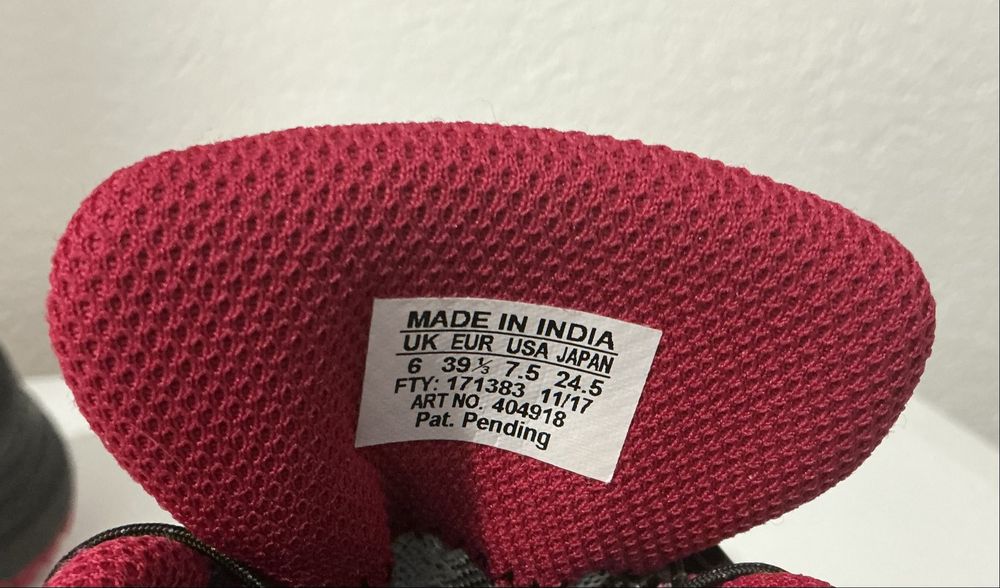 MADE IN INDIA
UK EUR USA JAPAN
6 39⅓ 7.5 24.5
FTY: 171383 11/17
ART NO. 404918
Pat. Pending